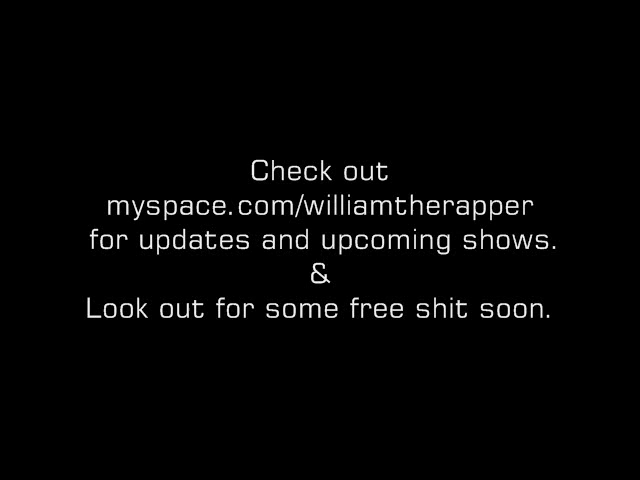 Check out
myspace.com/williamtherapper
for updates and upcoming shows.
&
Look out for some free shit soon.